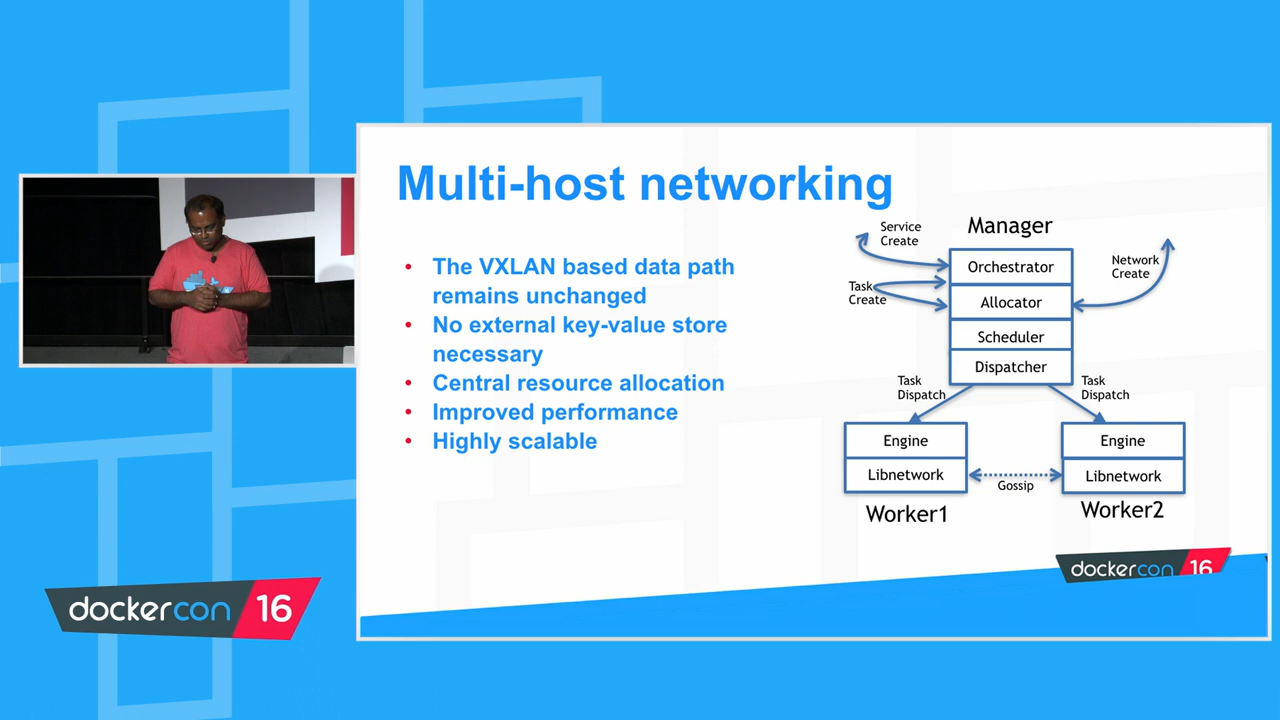 Multi-host networking
• The VXLAN based data path
remains unchanged
• No external key-value store
necessary
• Central resource allocation
• Improved performance
• Highly scalable
Manager
Service
Create
Orchestrator
Network
Create
Task
Create
Allocator
Scheduler
Dispatcher
Task
Dispatch
Task
Dispatch
Engine
Engine
Libnetwork
Libnetwork
Gossip
Worker1
Worker2
dockercon 16
dockercon 16